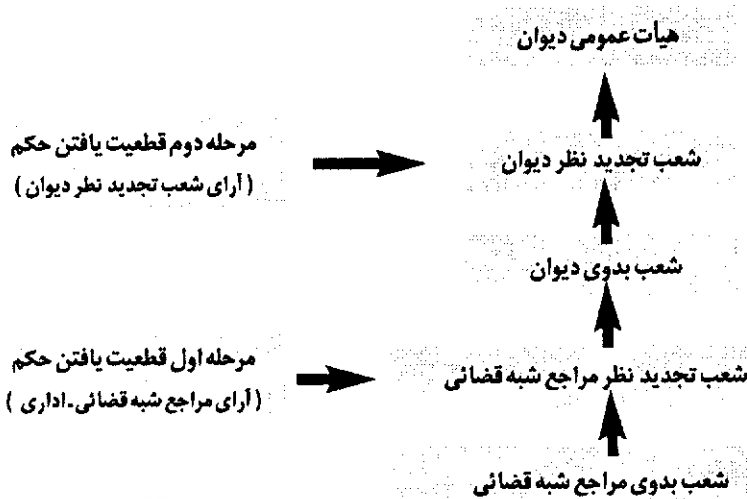 هیأت عمومی دیوان
شعب تجدید نظر دیوان
مرحله دوم قطعیت یافتن حکم
( آرای شعب تجدید نطر دیوان )
شعب بدوی دیوان
شعب تجدید نظر مراجع شبه قضائی
مرحله اول قطعیت یافتن حکم
( آرای مراجع شبه قضائی-اداری )
شعب بدوی مراجع شبه قضائی